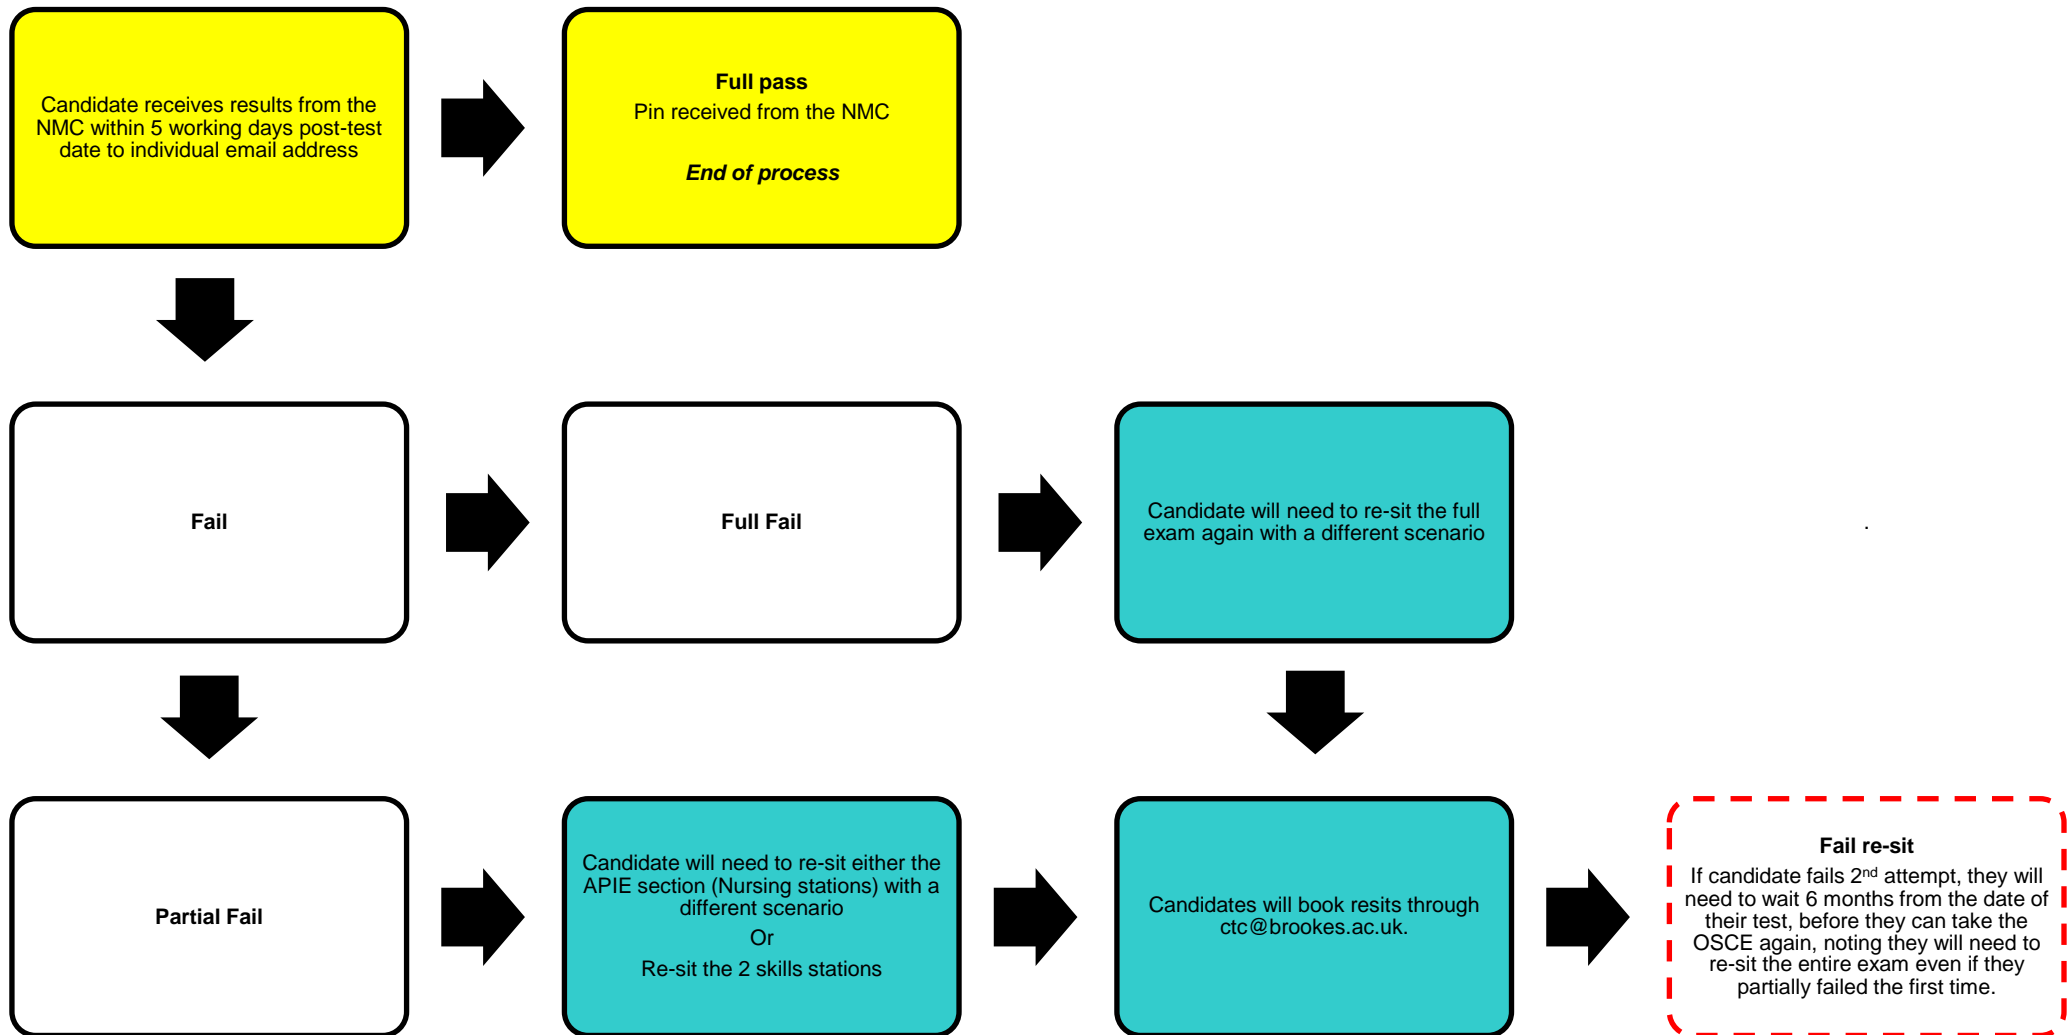 Candidate receives results from the
NMC within 5 working days post-test
date to individual email address
Full pass
Pin received from the NMC
End of process
Fail
Full Fail
Candidate will need to re-sit the full
exam again with a different scenario
.
Partial Fail
Candidate will need to re-sit either the
APIE section (Nursing stations) with a
different scenario
Or
Re-sit the 2 skills stations
Candidates will book resits through
ctc@brookes.ac.uk.
Fail re-sit
If candidate fails 2nd attempt, they will
need to wait 6 months from the date of
their test, before they can take the
OSCE again, noting they will need to
re-sit the entire exam even if they
partially failed the first time.